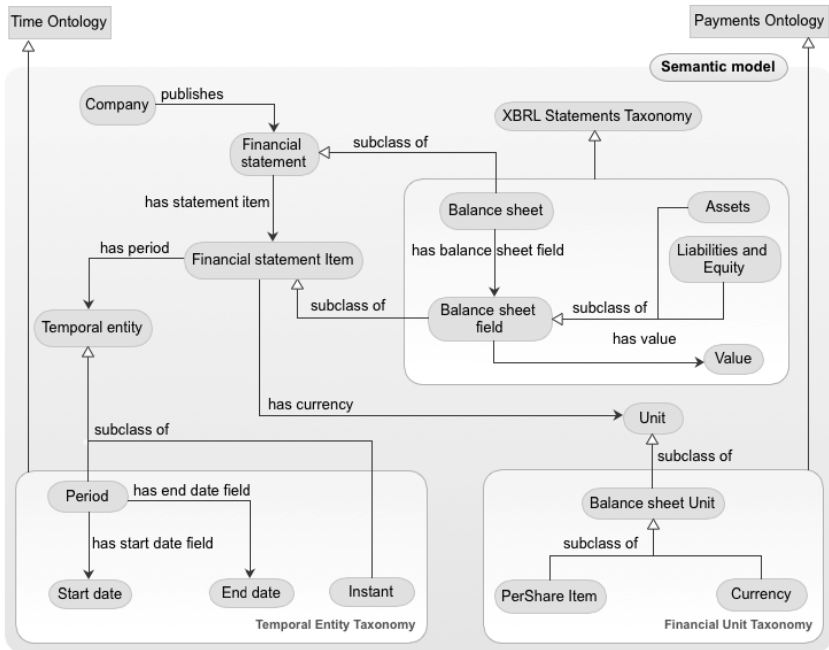 Time Ontology
Payments Ontology
Semantic model
Company
publishes
XBRL Statements Taxonomy
Financial
statement
subclass of
has statement item
Balance sheet
Assets
has balance sheet field
Liabilities and
Equity
has period
Financial statement Item
subclass of
Balance sheet
field
subclass of
Temporal entity
has value
Value
has currency
Unit
subclass of
subclass of
Period
has end date field
Balance sheet Unit
has start date field
subclass of
Start date
End date
Instant
PerShare Item
Currency
Temporal Entity Taxonomy
Financial Unit Taxonomy